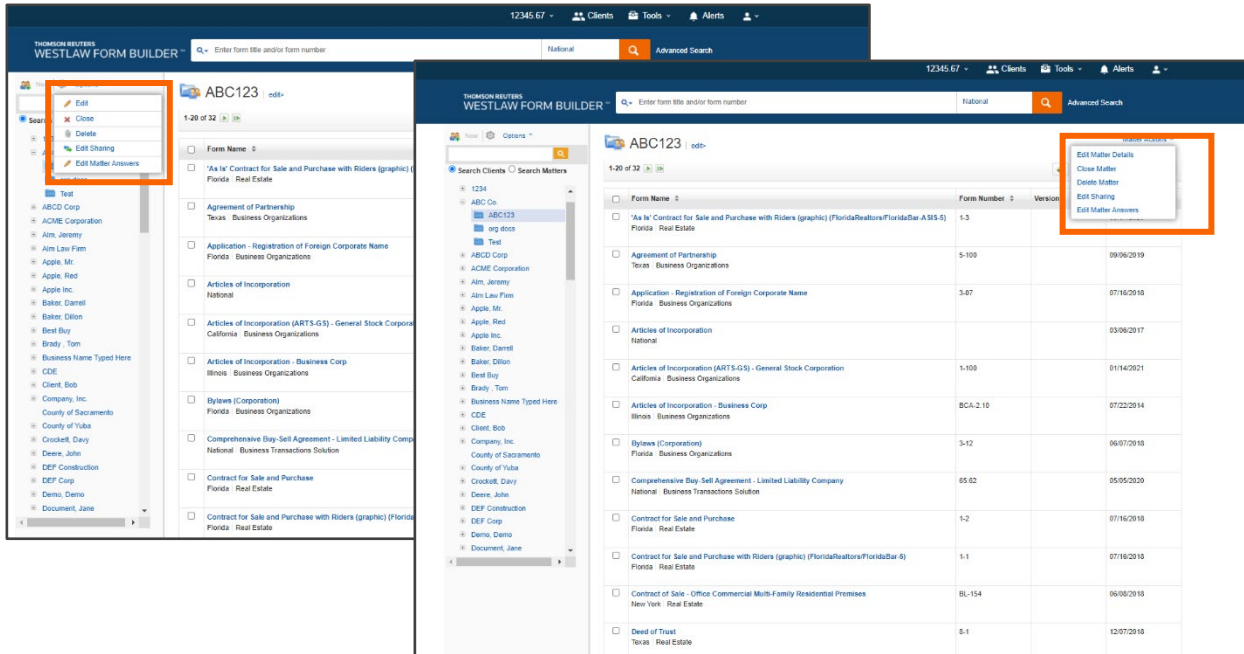 12345.67
Clients
Tools
Alerts
THOMSON REUTERS
WESTLAW FORM BUILDER™
Enter form title and/or form number
National
Advanced Search
Edit
Close
Delete
Edit Sharing
Edit Matter Answers
org docs
Test
ABCD Corp
ACME Corporation
Alm, Jeremy
Alm Law Firm
Apple, Mr.
Apple, Red
Apple Inc.
Baker, Darrell
Baker, Dillon
Best Buy
Brady , Tom
Business Name Typed Here
CDE
Client, Bob
Company, Inc.
County of Sacramento
County of Yuba
Crockett, Davy
Deere, John
DEF Construction
DEF Corp
Demo, Demo
Document, Jane
ABC123 | edit
1-20 of 32
Form Name
'As Is' Contract for Sale and Purchase with Riders (graphic) (
Florida | Real Estate
Agreement of Partnership
Texas | Business Organizations
Application - Registration of Foreign Corporate Name
Florida | Business Organizations
Articles of Incorporation
National
Articles of Incorporation (ARTS-GS) - General Stock Corporat
California | Business Organizations
Articles of Incorporation - Business Corp
Illinois | Business Organizations
Bylaws (Corporation)
Florida | Business Organizations
Comprehensive Buy-Sell Agreement - Limited Liability Comp
National | Business Transactions Solution
Contract for Sale and Purchase
Florida | Real Estate
Contract for Sale and Purchase with Riders (graphic) (Florida
Florida | Real Estate
12345.67
Clients
Tools
Alerts
THOMSON REUTERS
WESTLAW FORM BUILDER™
Enter form title and/or form number
National
Advanced Search
New
Options
Search Clients
Search Matters
1234
ABC Co.
ABC123
org docs
Test
ABCD Corp
ACME Corporation
Alm, Jeremy
Alm Law Firm
Apple, Mr.
Apple, Red
Apple Inc.
Baker, Darrell
Baker, Dillon
Best Buy
Brady , Tom
Business Name Typed Here
CDE
Client, Bob
Company, Inc.
County of Sacramento
County of Yuba
Crockett, Davy
Deere, John
DEF Construction
DEF Corp
Demo, Demo
Document, Jane
ABC123 | edit
1-20 of 32
Matter Actions
Edit Matter Details
Close Matter
Delete Matter
Edit Sharing
Edit Matter Answers
Form Name
Form Number
Version
'As Is' Contract for Sale and Purchase with Riders (graphic) (FloridaRealtors/FloridaBar-ASIS-5)
1-3
Florida | Real Estate
Agreement of Partnership
5-100
09/06/2019
Texas | Business Organizations
Application - Registration of Foreign Corporate Name
3-07
07/16/2018
Florida | Business Organizations
Articles of Incorporation
03/06/2017
National
Articles of Incorporation (ARTS-GS) - General Stock Corporation
1-100
01/14/2021
California | Business Organizations
Articles of Incorporation - Business Corp
BCA-2.10
07/22/2014
Illinois | Business Organizations
Bylaws (Corporation)
3-12
06/07/2018
Florida | Business Organizations
Comprehensive Buy-Sell Agreement - Limited Liability Company
65.62
05/05/2020
National | Business Transactions Solution
Contract for Sale and Purchase
1-2
07/16/2018
Florida | Real Estate
Contract for Sale and Purchase with Riders (graphic) (FloridaRealtors/FloridaBar-5)
1-1
07/16/2018
Florida | Real Estate
Contract of Sale - Office Commercial Multi-Family Residential Premises
BL-154
06/08/2018
New York | Real Estate
Deed of Trust
8-1
12/07/2018
Texas | Real Estate